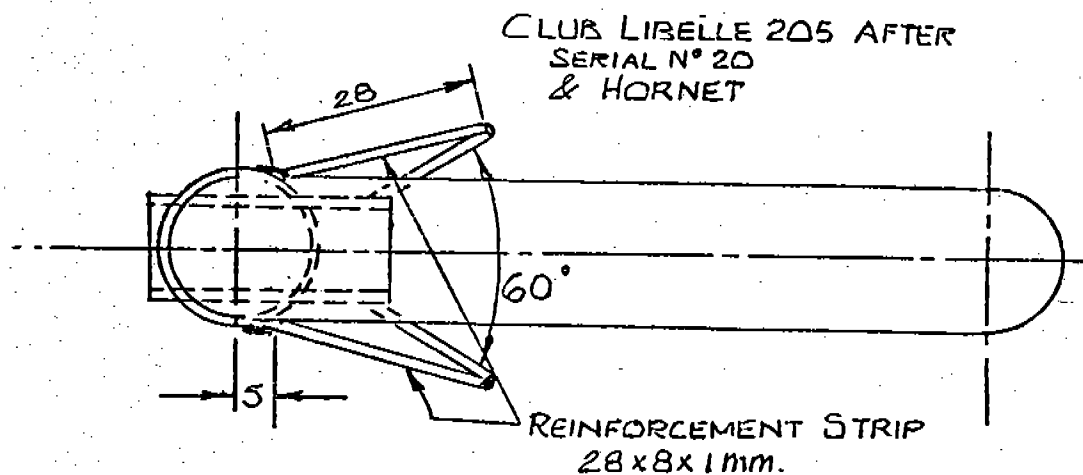 CLUB LIBELLE 205 AFTER
SERIAL Nº 20
& HORNET
28
60°
5
REINFORCEMENT STRIP
28 x 8 x 1 mm.